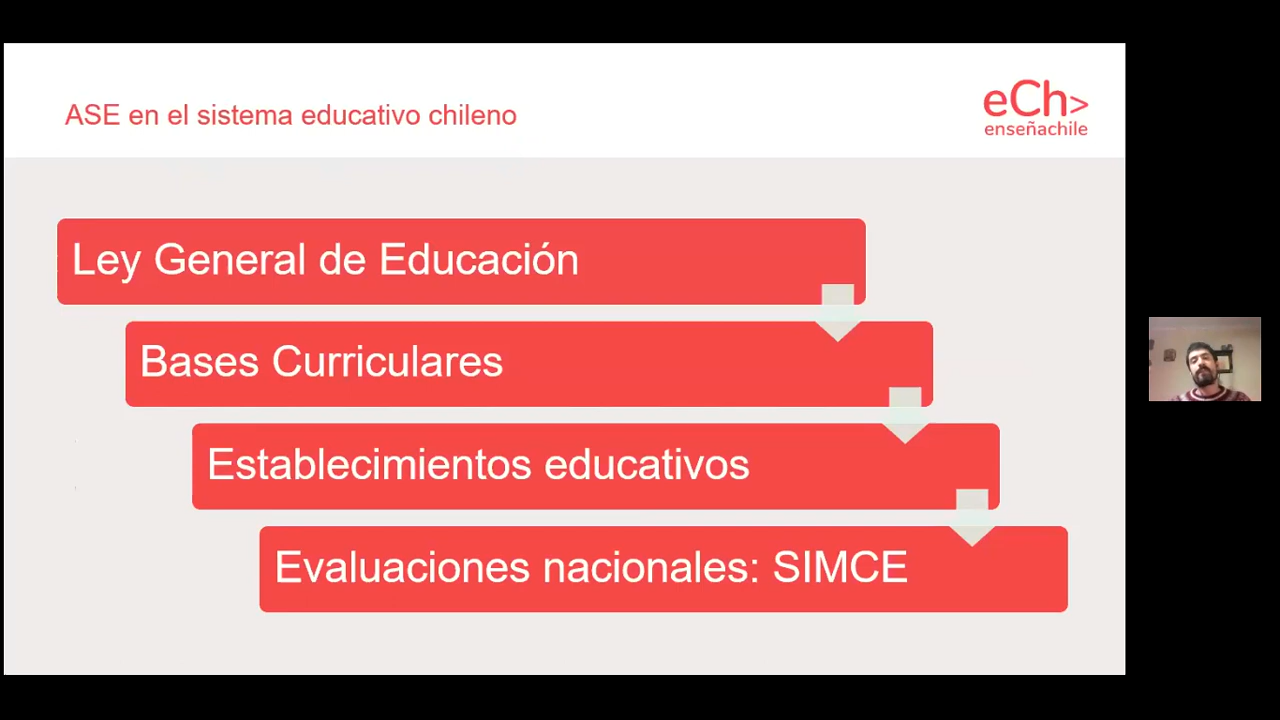 ASE en el sistema educativo chileno
eCh>
enseñachile
Ley General de Educación
Bases Curriculares
Establecimientos educativos
Evaluaciones nacionales: SIMCE